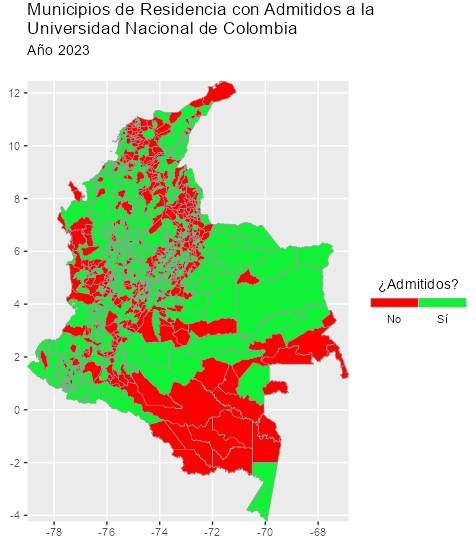 Municipios de Residencia con Admitidos a la
Universidad Nacional de Colombia
Año 2023
12
10
8
6
4
2
0
-2
-4
-78
-76
-74
-72
-70
-68
¿Admitidos?
No
Sí